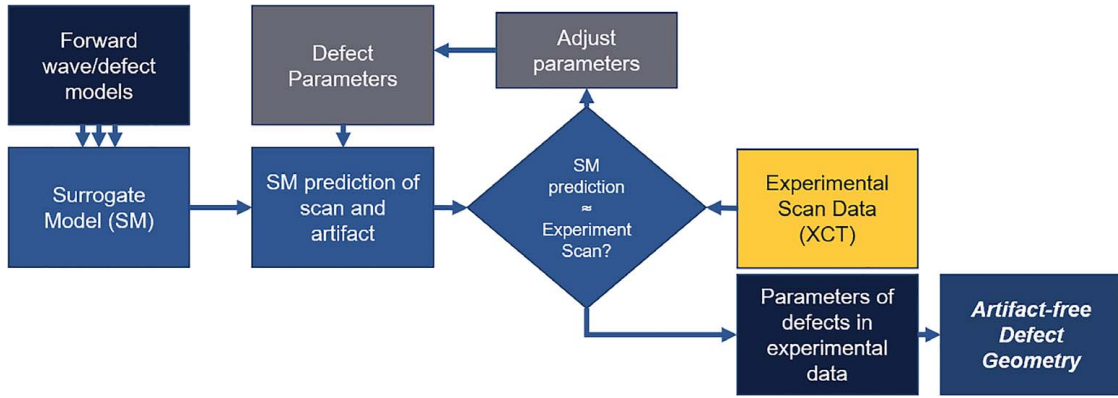 Forward
wave/defect
models
Defect
Parameters
Adjust
parameters
Surrogate
Model (SM)
SM prediction of
scan and
artifact
SM
prediction
≈
Experiment
Scan?
Experimental
Scan Data
(XCT)
Parameters of
defects in
experimental
data
Artifact-free
Defect
Geometry